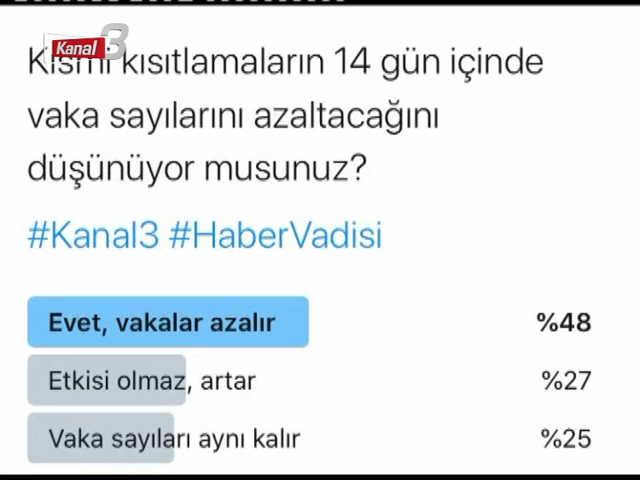 Kanal 3
Kısmi kısıtlamaların 14 gün içinde
vaka sayılarını azaltacağını
düşünüyor musunuz?
#Kanal3 #HaberVadisi
Evet, vakalar azalır %48
Etkisi olmaz, artar %27
Vaka sayıları aynı kalır %25